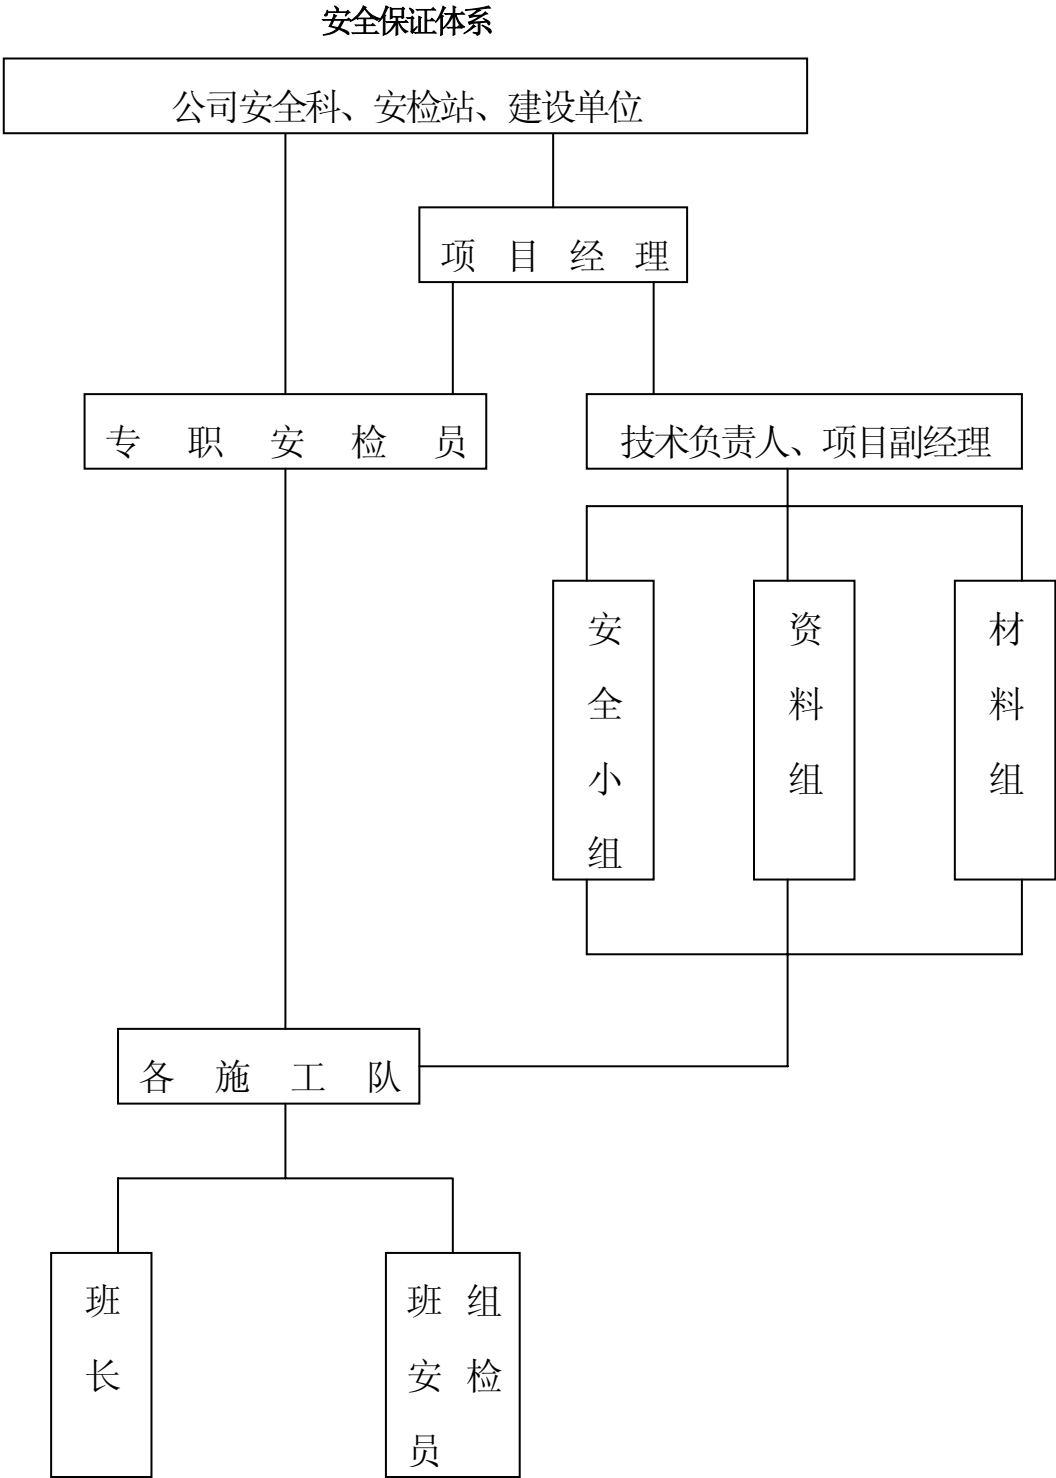 安全保证体系
公司安全科、安检站、建设单位
项目经理
专职安检员
技术负责人、项目副经理
安全小组
资料组
材料组
各施工队
班长
班组
安检
员